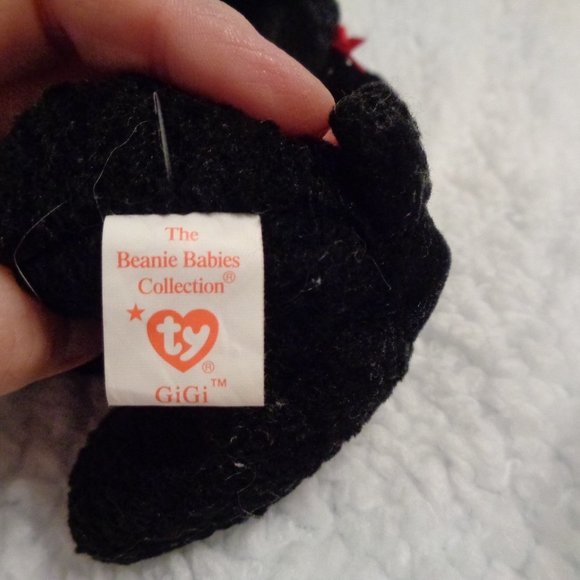 The
Beanie Babies
Collection®
ty®
GiGi™